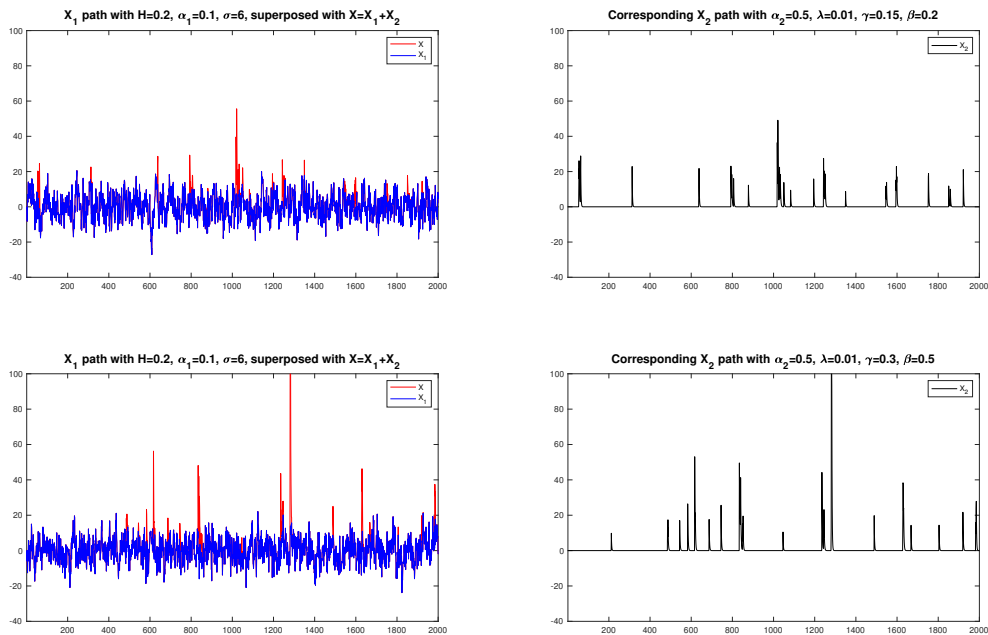 X₁ path with H=0.2, α₁=0.1, σ=6, superposed with X=X₁+X₂
100
80
60
40
20
0
-20
-40
200 400 600 800 1000 1200 1400 1600 1800 2000
X
X₁
Corresponding X₂ path with α₂=0.5, λ=0.01, γ=0.15, β=0.2
100
80
60
40
20
0
-20
-40
200 400 600 800 1000 1200 1400 1600 1800 2000
X₂
X₁ path with H=0.2, α₁=0.1, σ=6, superposed with X=X₁+X₂
100
80
60
40
20
0
-20
-40
200 400 600 800 1000 1200 1400 1600 1800 2000
X
X₁
Corresponding X₂ path with α₂=0.5, λ=0.01, γ=0.3, β=0.5
100
80
60
40
20
0
-20
-40
200 400 600 800 1000 1200 1400 1600 1800 2000
X₂